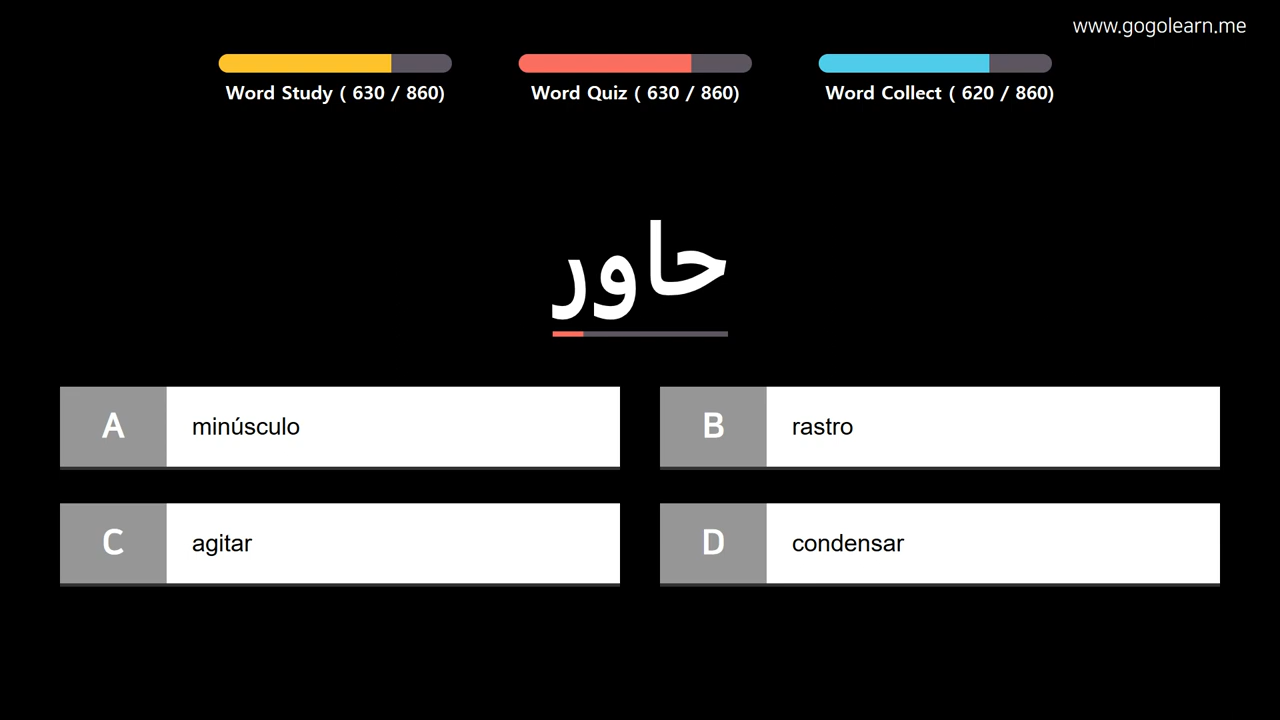 www.gogolearn.me
Word Study ( 630 / 860)
Word Quiz ( 630 / 860)
Word Collect ( 620 / 860)
حاور
A minúsculo
B rastro
C agitar
D condensar